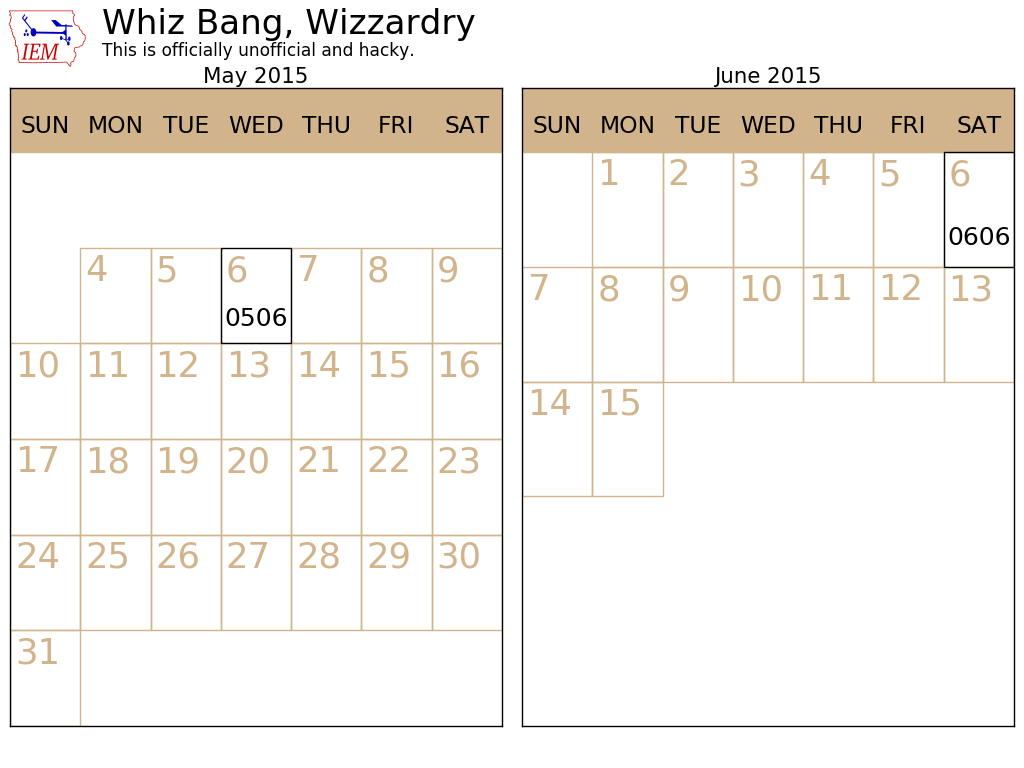 IEM
Whiz Bang, Wizzardry
This is officially unofficial and hacky.
May 2015
SUN MON TUE WED THU FRI SAT
4 5 6 7 8 9
0506
10 11 12 13 14 15 16
17 18 19 20 21 22 23
24 25 26 27 28 29 30
31
June 2015
SUN MON TUE WED THU FRI SAT
1 2 3 4 5 6
0606
7 8 9 10 11 12 13
14 15